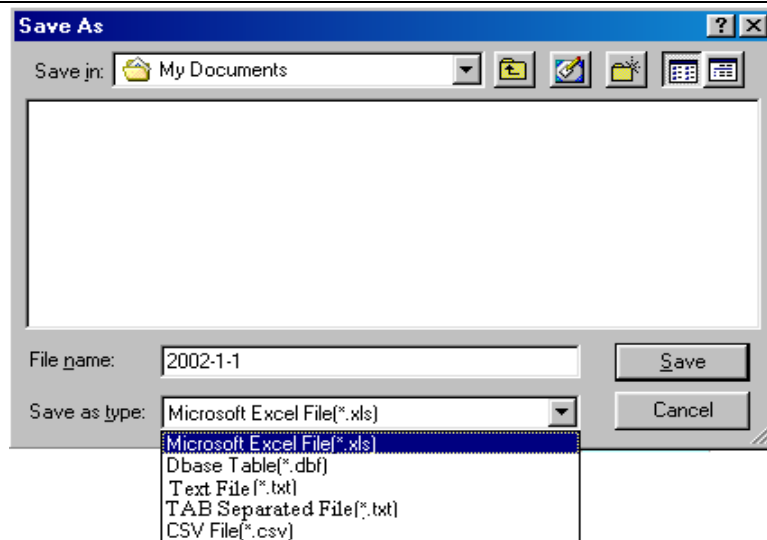 Save As
Save in: My Documents
File name: 2002-1-1 Save
Save as type: Microsoft Excel File(*.xls) Cancel
Microsoft Excel File(*.xls)
Dbase Table(*.dbf)
Text File(*.txt)
TAB Separated File(*.txt)
CSV File(*.csv)